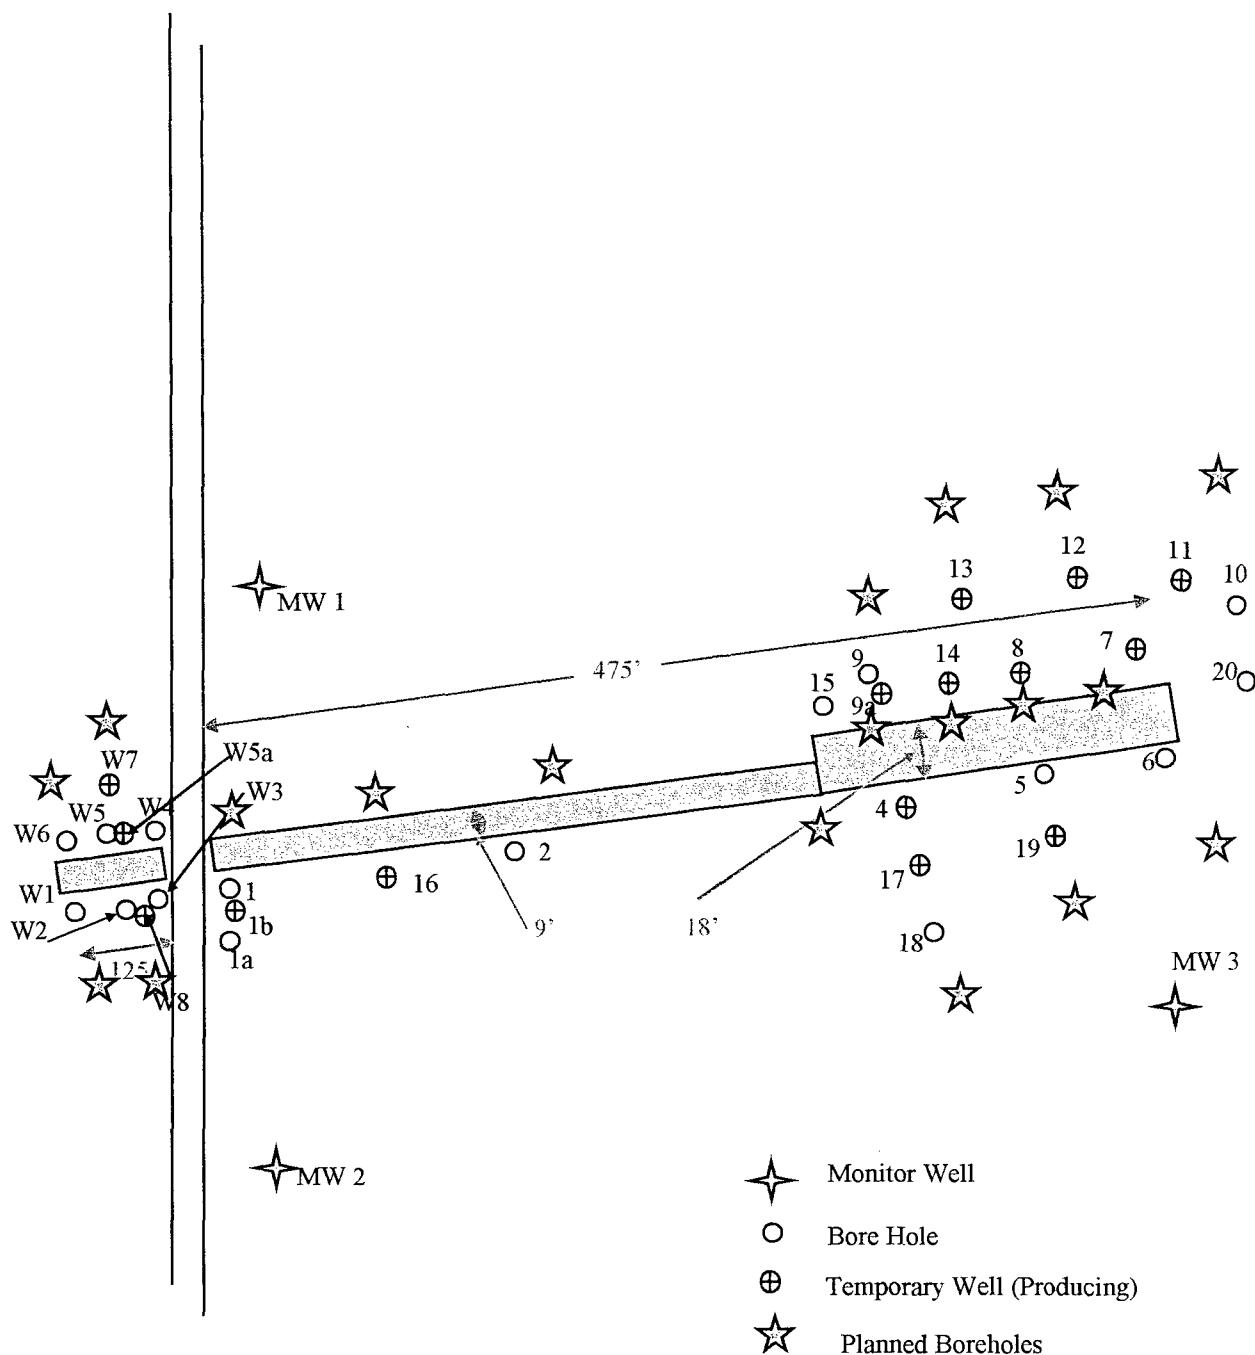 12
11
13
10
MW 1
475'
7
8
14
9
20
15
9a
W5a
W7
W3
W5
W4
6
W6
5
4
2
19
W1
16
1
17
W2
1b
9'
18'
18
1a
MW 3
125'
W8
MW 2
Monitor Well
Bore Hole
Temporary Well (Producing)
Planned Boreholes